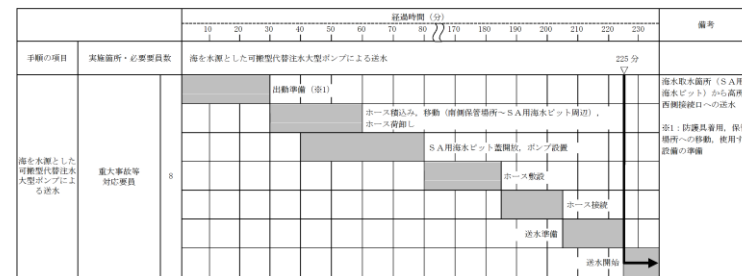 経過時間（分）
備考
10 20 30 40 50 60 70 80 170 180 190 200 210 220 230
手順の項目
実施箇所・必要要員数
海を水源とした可搬型代替注水大型ポンプによる送水
225 分
▽
出動準備（※1）
ホース積込み，移動（南側保管場所～ＳＡ用海水ピット周辺），
ホース荷卸し
ＳＡ用海水ピット蓋開放，ポンプ設置
ホース敷設
ホース接続
送水準備
送水開始
海を水源とした
可搬型代替注水
大型ポンプによ
る送水
重大事故等
対応要員
8
海水取水箇所（ＳＡ用
海水ピット）から高所
西側接続口への送水
※1：防護具着用，保管
場所への移動，使用す
設備の準備